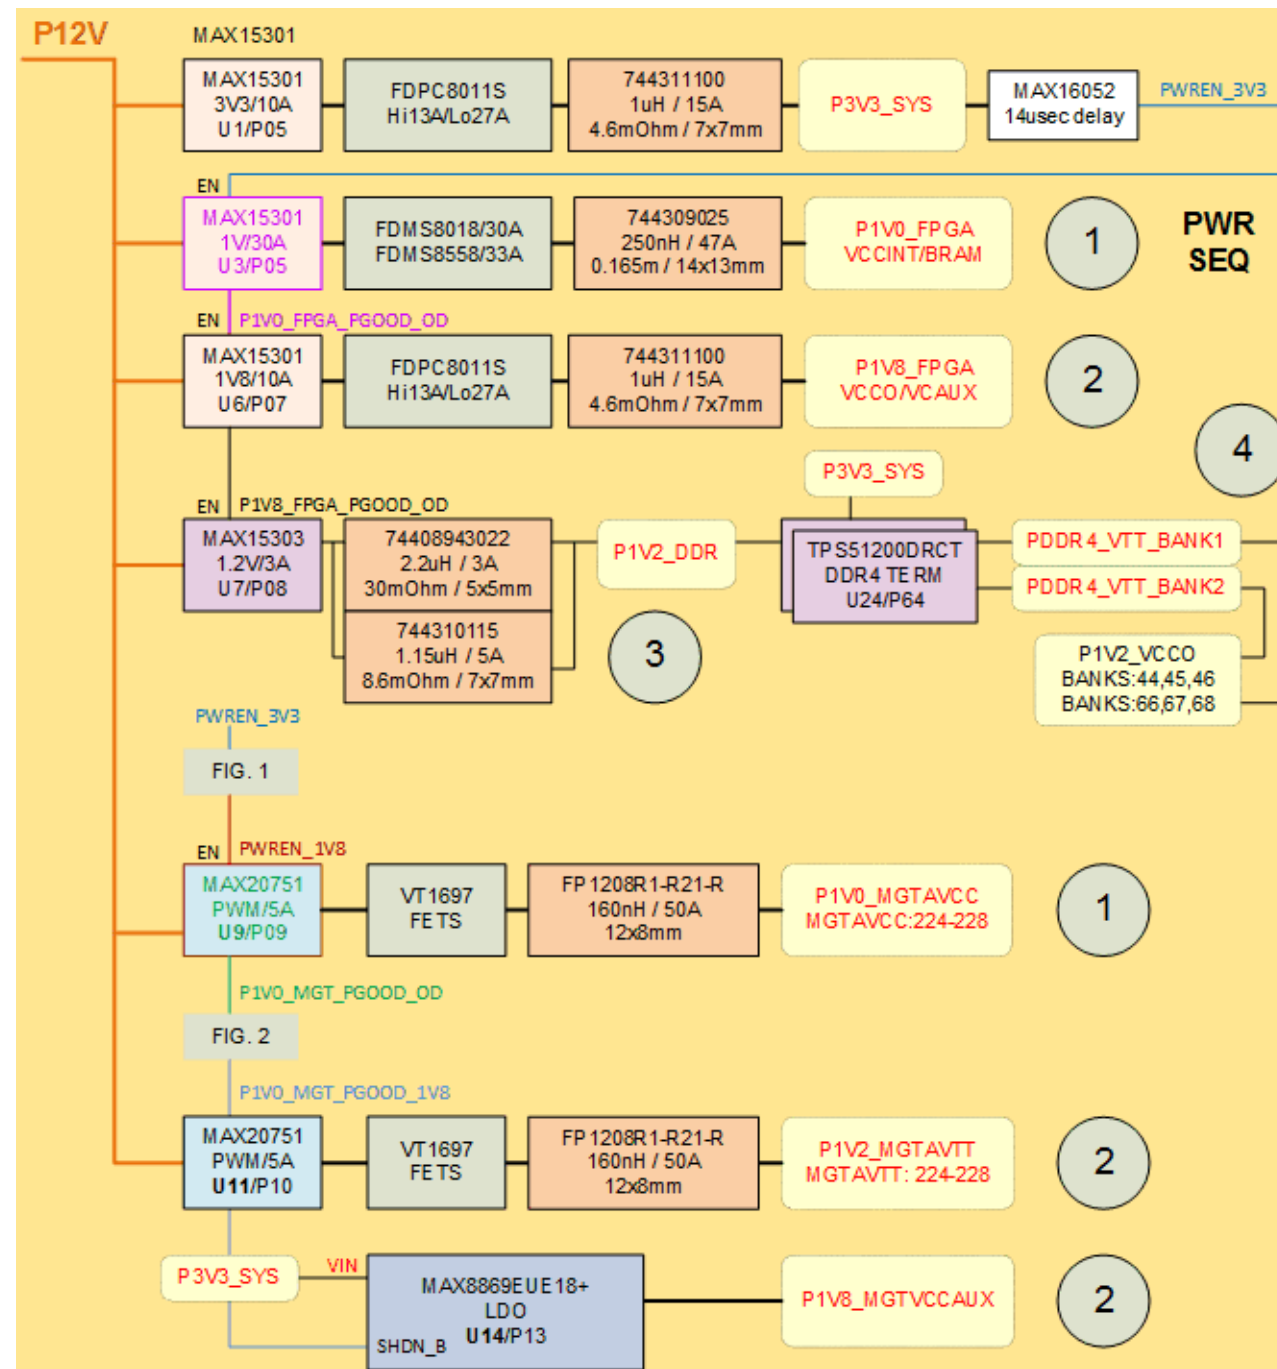 P12V
MAX15301
MAX15301
3V3/10A
U1/P05
FDPC8011S
Hi13A/Lo27A
744311100
1uH / 15A
4.6mOhm / 7x7mm
P3V3_SYS
MAX16052
14usec delay
PWREN_3V3
EN
MAX15301
1V/30A
U3/P05
FDMS8018/30A
FDMS8558/33A
744309025
250nH / 47A
0.165m / 14x13mm
P1V0_FPGA
VCCINT/BRAM
1
PWR
SEQ
EN
P1V0_FPGA_PGOOD_OD
MAX15301
1V8/10A
U6/P07
FDPC8011S
Hi13A/Lo27A
744311100
1uH / 15A
4.6mOhm / 7x7mm
P1V8_FPGA
VCCO/VCAUX
2
4
P3V3_SYS
EN
P1V8_FPGA_PGOOD_OD
MAX15303
1.2V/3A
U7/P08
74408943022
2.2uH / 3A
30mOhm / 5x5mm
744310115
1.15uH / 5A
8.6mOhm / 7x7mm
P1V2_DDR
3
TPS51200DRCT
DDR4 TERM
U24/P64
PDDR4_VTT_BANK1
PDDR4_VTT_BANK2
P1V2_VCCO
BANKS:44,45,46
BANKS:66,67,68
PWREN_3V3
FIG. 1
EN
PWREN_1V8
MAX20751
PWM/5A
U9/P09
VT1697
FETS
FP1208R1-R21-R
160nH / 50A
12x8mm
P1V0_MGTAVCC
MGTAVCC:224-228
1
P1V0_MGT_PGOOD_OD
FIG. 2
P1V0_MGT_PGOOD_1V8
MAX20751
PWM/5A
U11/P10
VT1697
FETS
FP1208R1-R21-R
160nH / 50A
12x8mm
P1V2_MGTAVTT
MGTAVTT: 224-228
2
P3V3_SYS
VIN
MAX8869EUE18+
LDO
U14/P13
SHDN_B
P1V8_MGTVCCAUX
2